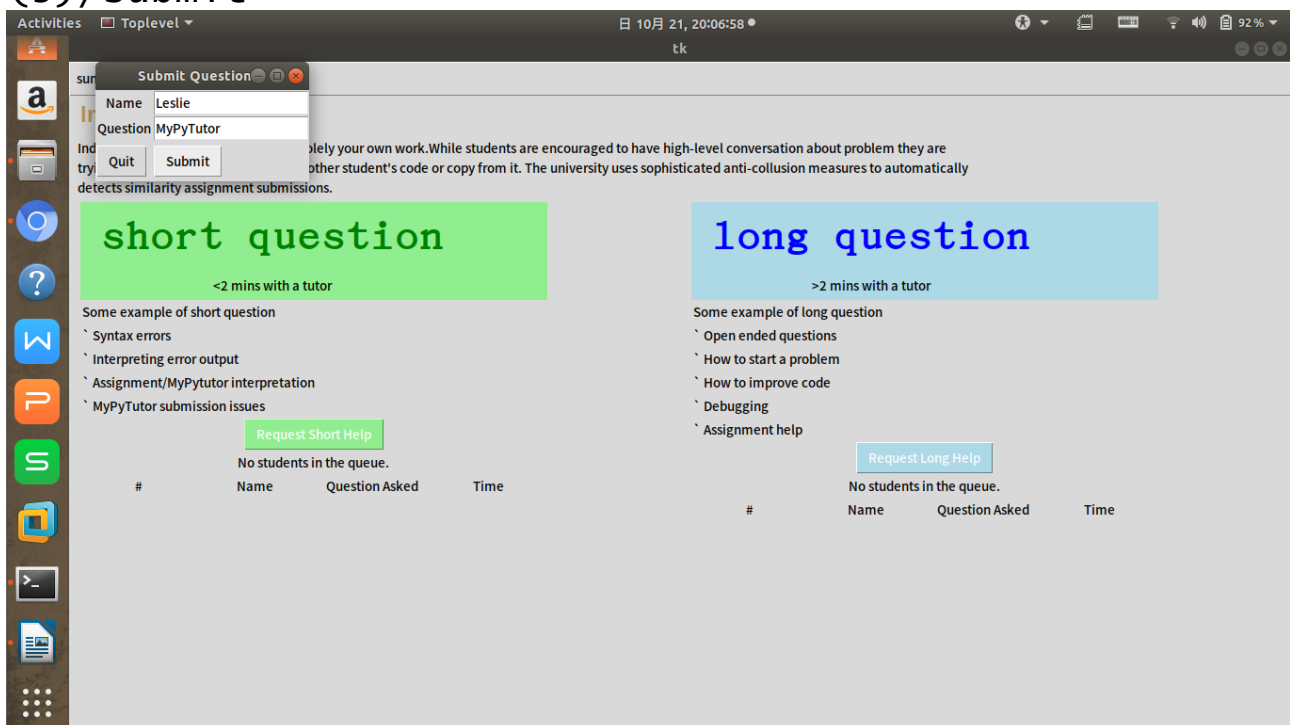 (3), Submit
Activities Toplevel 日 10月 21, 20:06:58 92 %
tk
sum
Submit Question
Name Leslie
Question MyPyTutor
Quit Submit
solely your own work.While students are encouraged to have high-level conversation about problem they are
other student's code or copy from it. The university uses sophisticated anti-collusion measures to automatically
detects similarity assignment submissions.
short question
<2 mins with a tutor
Some example of short question
` Syntax errors
` Interpreting error output
` Assignment/MyPytutor interpretation
` MyPyTutor submission issues
Request Short Help
No students in the queue.
# Name Question Asked Time
long question
>2 mins with a tutor
Some example of long question
` Open ended questions
` How to start a problem
` How to improve code
` Debugging
` Assignment help
Request Long Help
No students in the queue.
# Name Question Asked Time